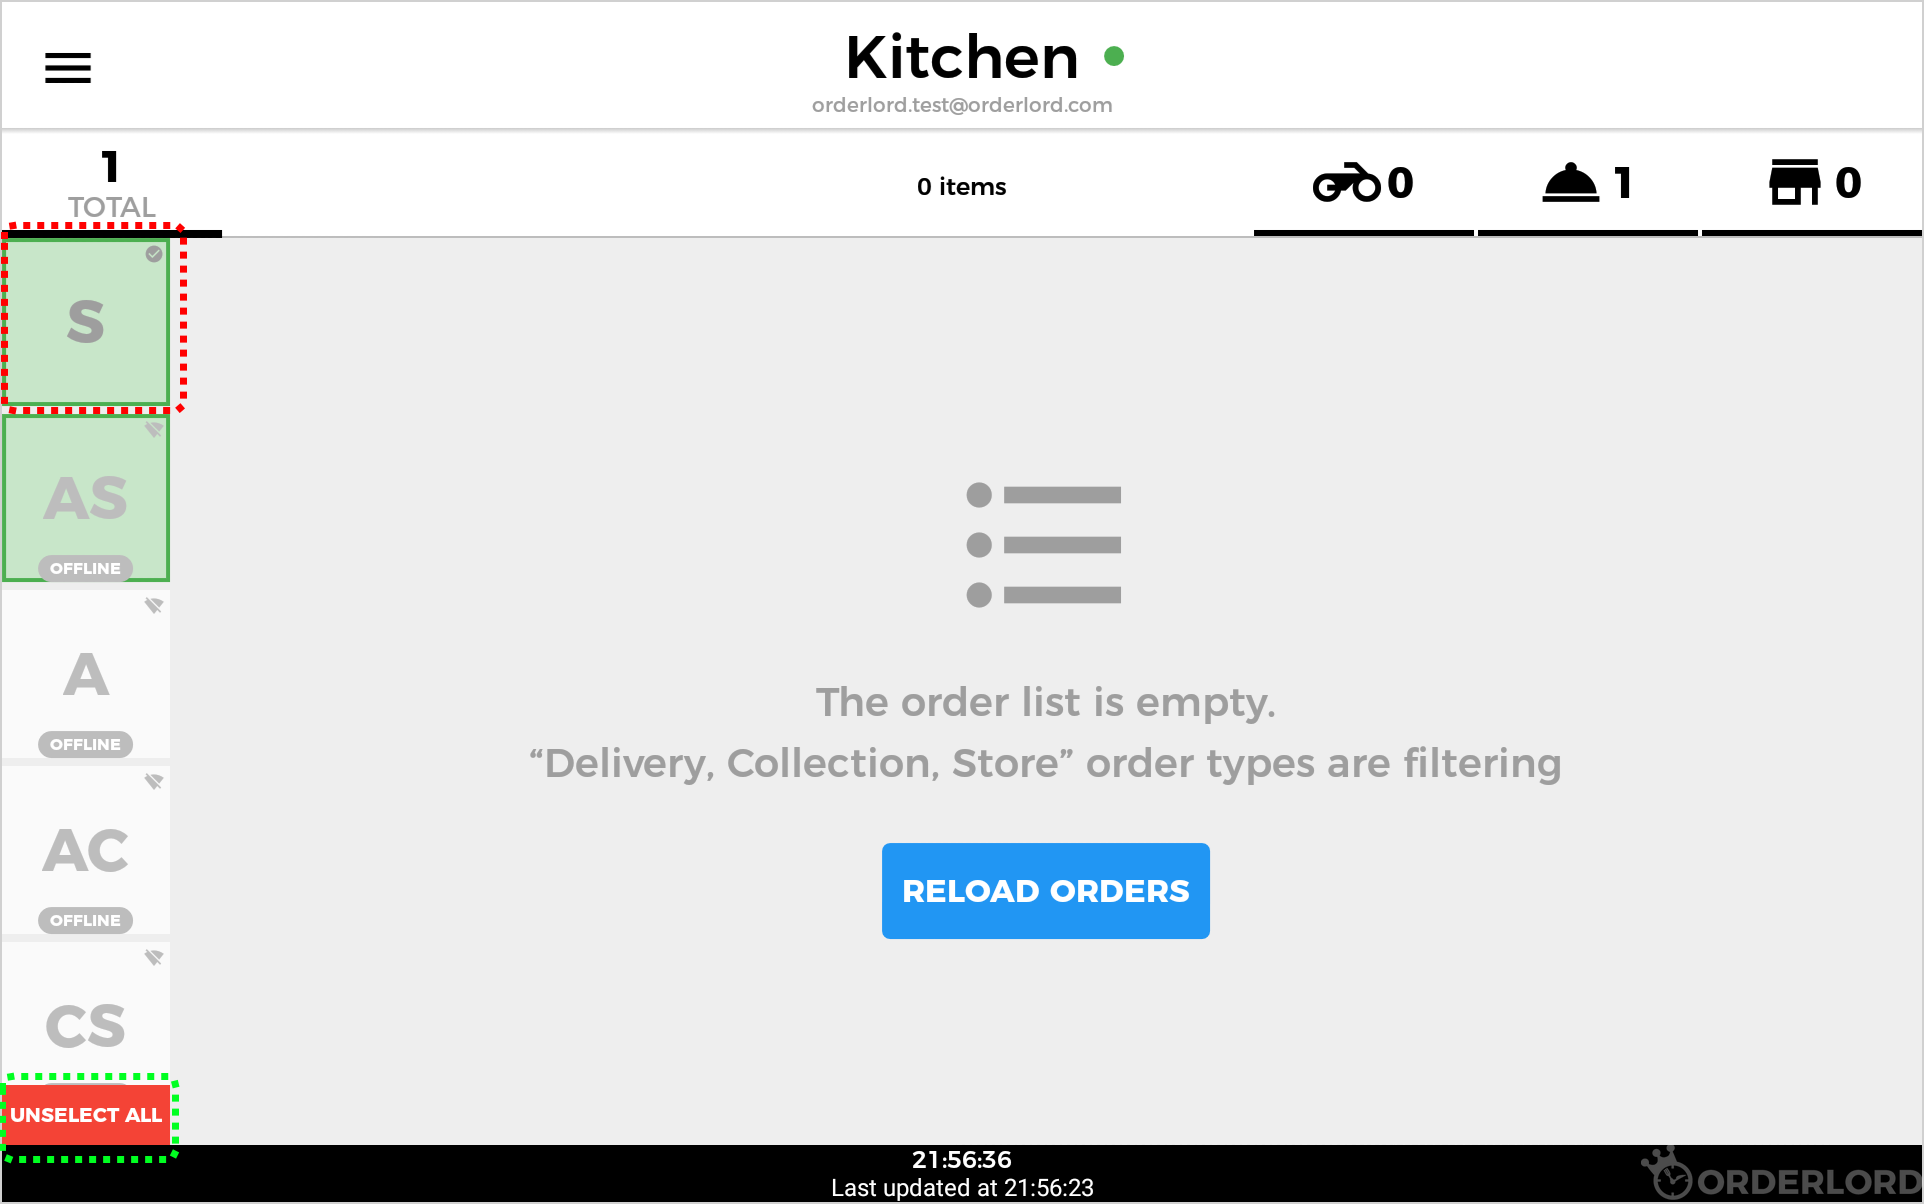 Kitchen
orderlord.test@orderlord.com
1
TOTAL
0 items
0
1
0
S
AS
OFFLINE
A
OFFLINE
AC
OFFLINE
CS
UNSELECT ALL
The order list is empty.
“Delivery, Collection, Store” order types are filtering
RELOAD ORDERS
21:56:36
Last updated at 21:56:23
ORDERLORD